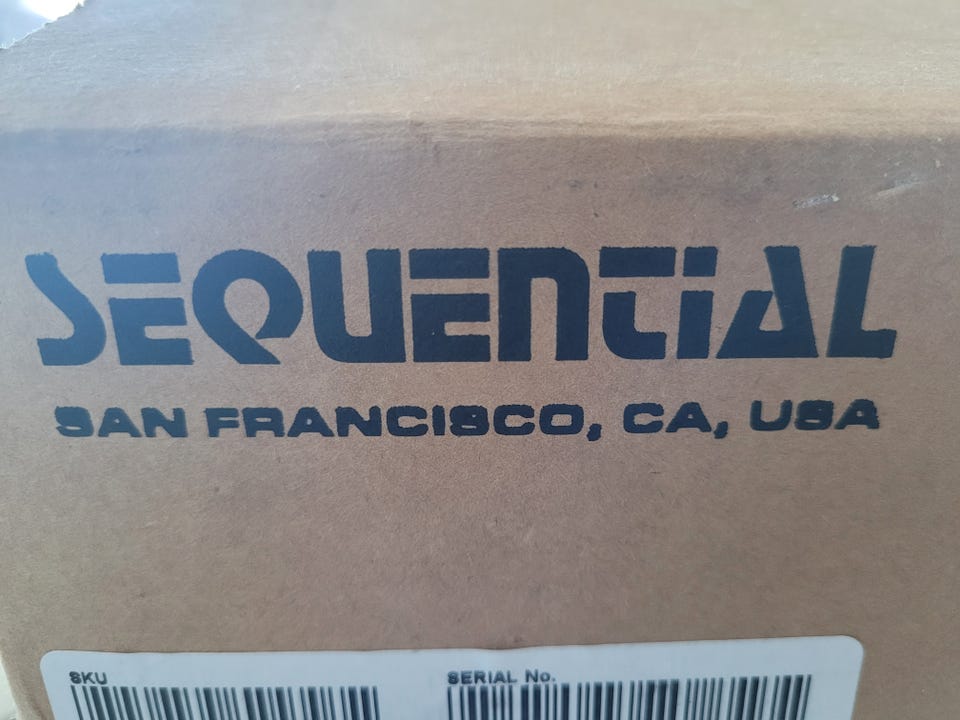 SEQUENTIAL
SAN FRANCISCO, CA, USA
SKU SERIAL No.